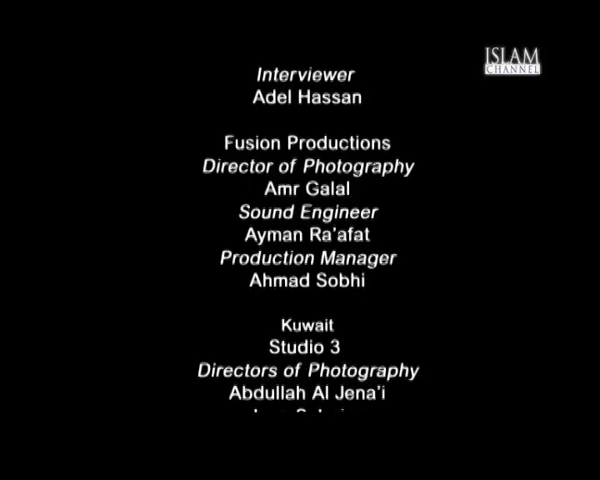 ISLAM
CHANNEL
Interviewer
Adel Hassan
Fusion Productions
Director of Photography
Amr Galal
Sound Engineer
Ayman Ra'afat
Production Manager
Ahmad Sobhi
Kuwait
Studio 3
Directors of Photography
Abdullah Al Jena'i